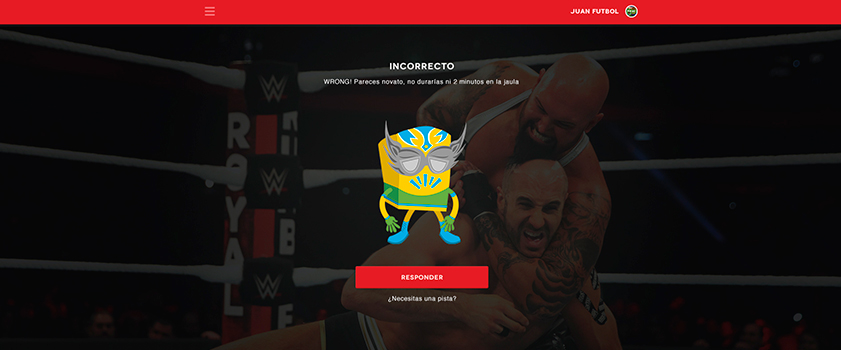 JUAN FUTBOL
INCORRECTO
WRONG! Pareces novato, no durarías ni 2 minutos en la jaula
ROYAL
RESPONDER
¿Necesitas una pista?